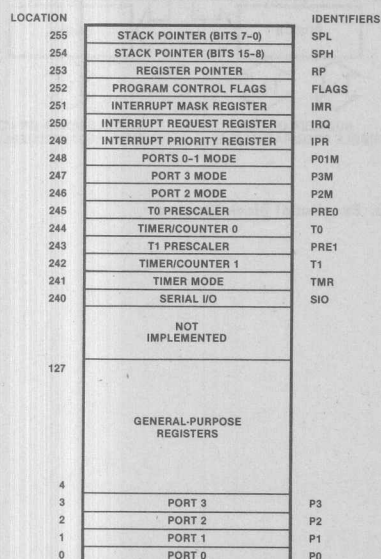 LOCATION IDENTIFIERS
255 STACK POINTER (BITS 7-0) SPL
254 STACK POINTER (BITS 15-8) SPH
253 REGISTER POINTER RP
252 PROGRAM CONTROL FLAGS FLAGS
251 INTERRUPT MASK REGISTER IMR
250 INTERRUPT REQUEST REGISTER IRQ
249 INTERRUPT PRIORITY REGISTER IPR
248 PORTS 0-1 MODE P01M
247 PORT 3 MODE P3M
246 PORT 2 MODE P2M
245 T0 PRESCALER PRE0
244 TIMER/COUNTER 0 T0
243 T1 PRESCALER PRE1
242 TIMER/COUNTER 1 T1
241 TIMER MODE TMR
240 SERIAL I/O SIO
NOT
IMPLEMENTED
127
GENERAL-PURPOSE
REGISTERS
4
3 PORT 3 P3
2 PORT 2 P2
1 PORT 1 P1
0 PORT 0 P0